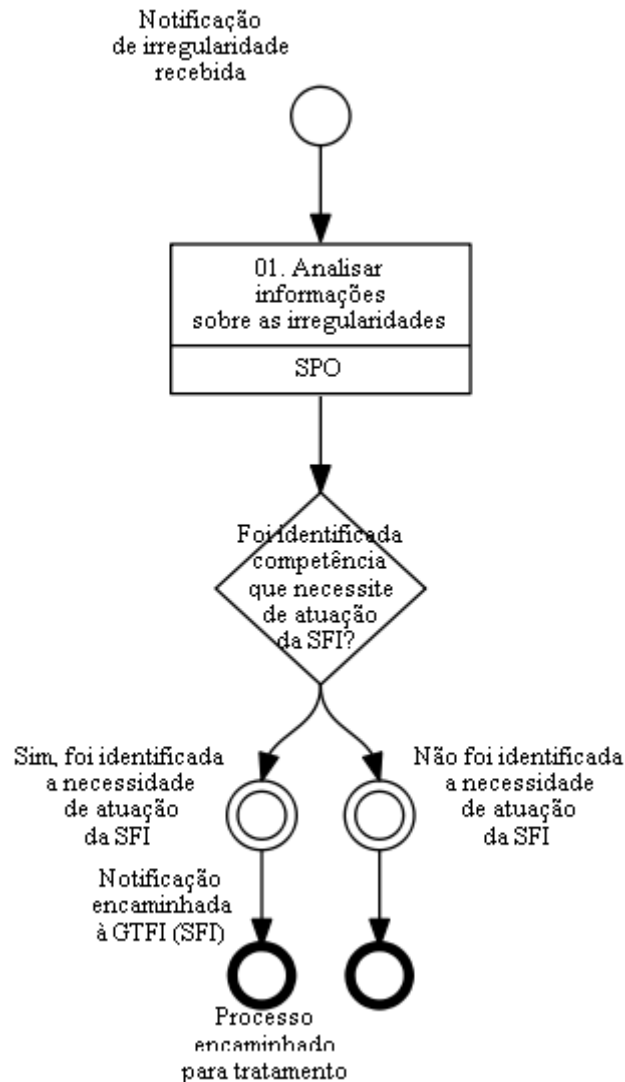 Notificação
de irregularidade
recebida
01. Analisar
informações
sobre as irregularidades
SPO
Foi identificada
competência
que necessite
de atuação
da SFI?
Sim, foi identificada
a necessidade
de atuação
da SFI
Não foi identificada
a necessidade
de atuação
da SFI
Notificação
encaminhada
à GTFI (SFI)
Processo
encaminhado
para tratamento